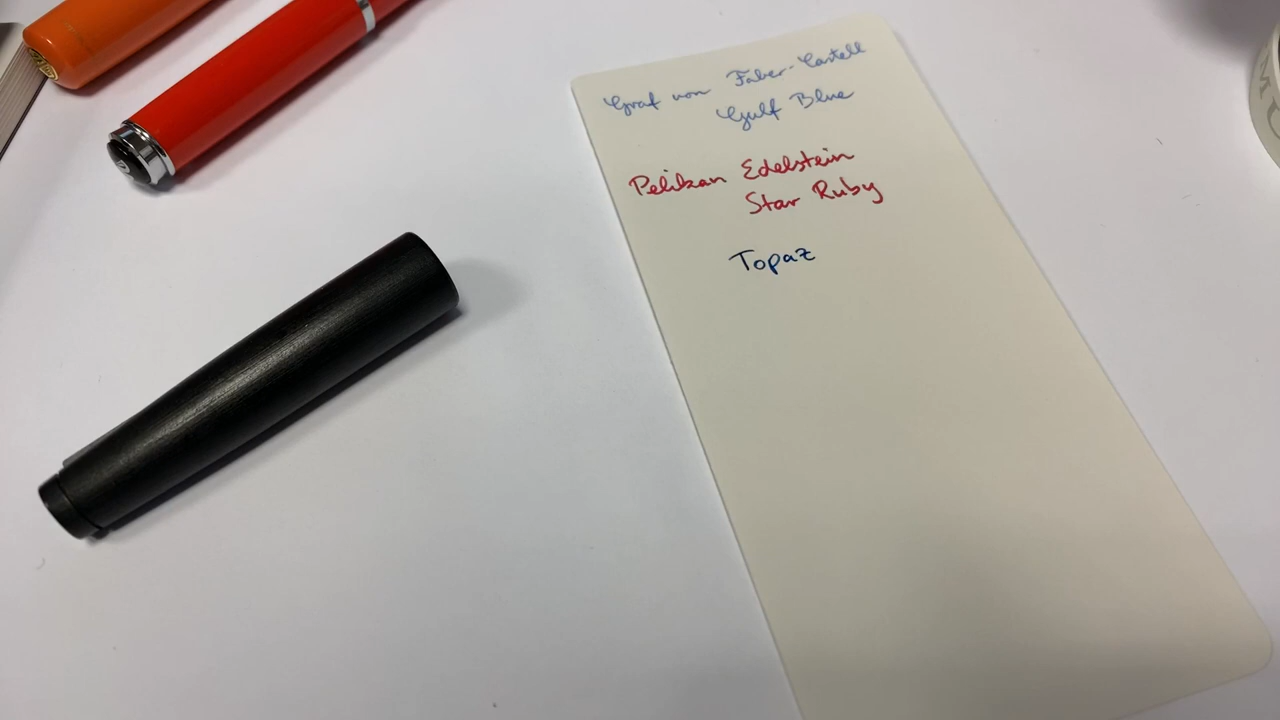 Graf von Faber-Castell
Gulf Blue
Pelikan Edelstein
Star Ruby
Topaz